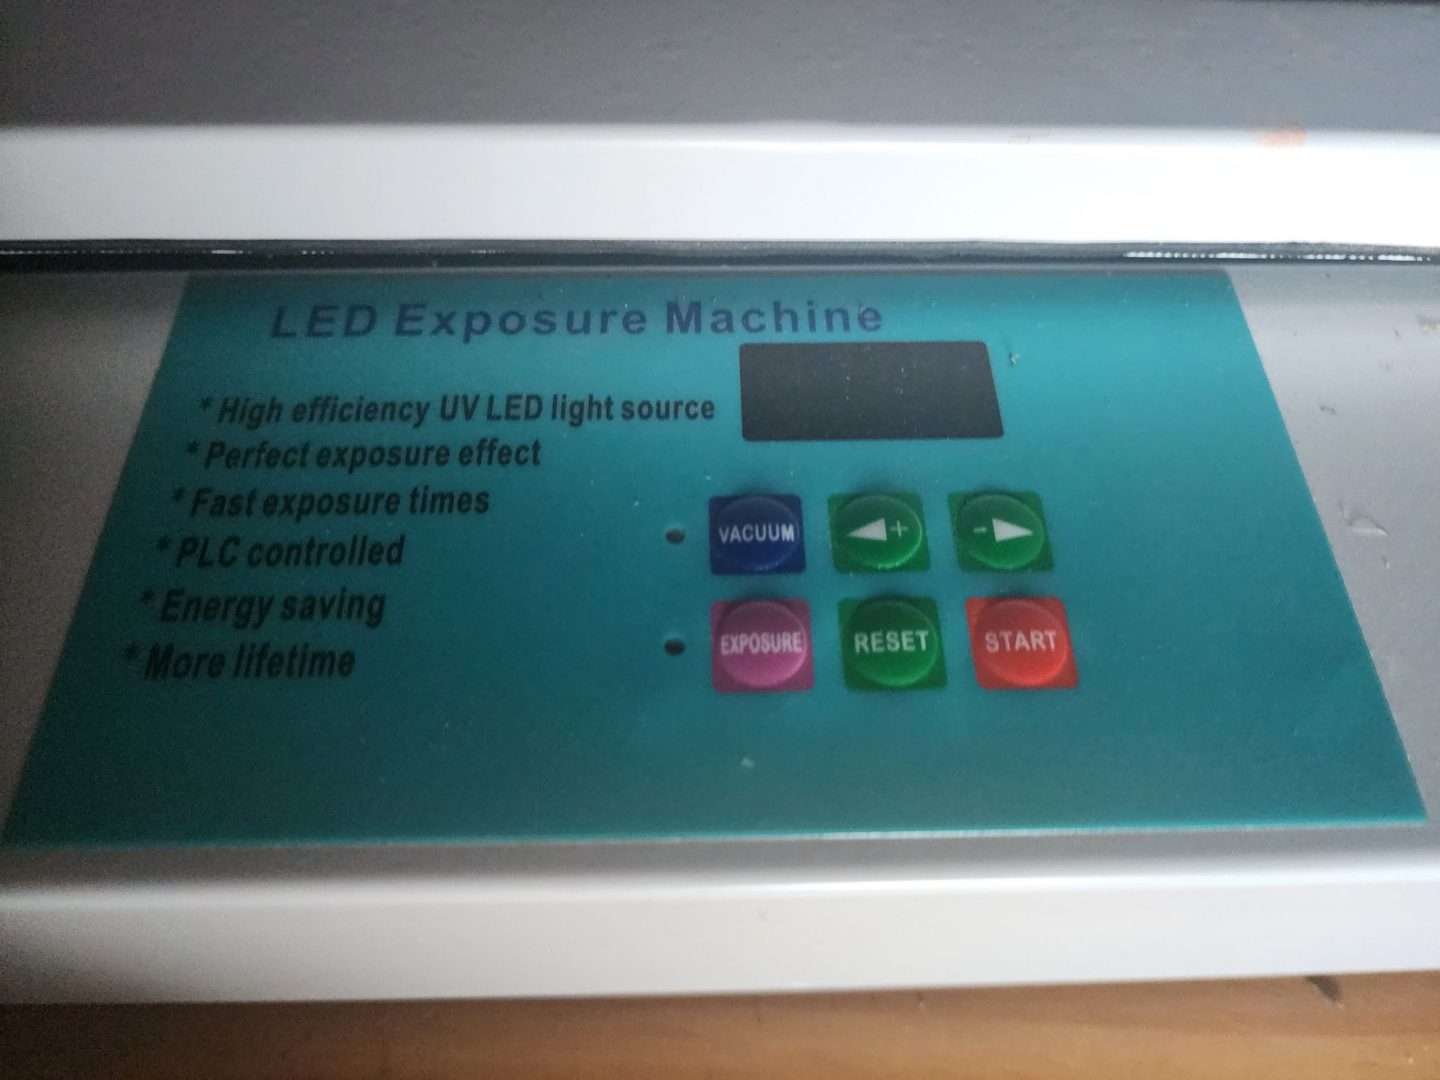 LED Exposure Machine
* High efficiency UV LED light source
* Perfect exposure effect
* Fast exposure times
* PLC controlled
* Energy saving
* More lifetime
VACUUM ◀+ -▶
EXPOSURE RESET START